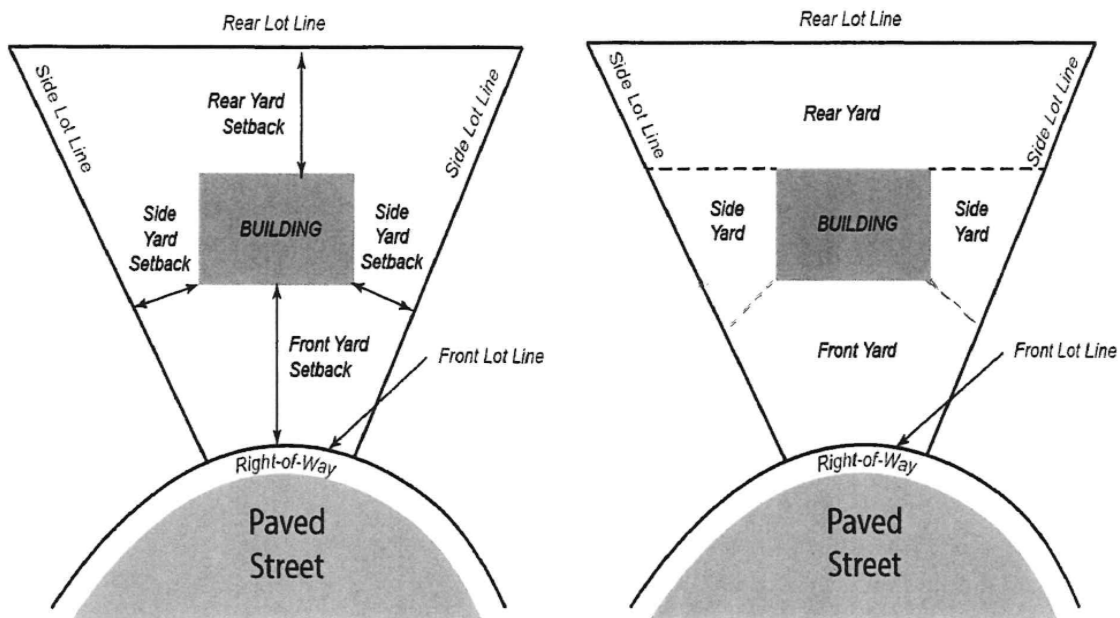 Rear Lot Line
Side Lot Line
Side Lot Line
Rear Yard
Setback
Side
Yard
Setback
BUILDING
Side
Yard
Setback
Front Yard
Setback
Front Lot Line
Right-of-Way
Paved
Street
Rear Lot Line
Side Lot Line
Side Lot Line
Rear Yard
Side
Yard
BUILDING
Side
Yard
Front Yard
Front Lot Line
Right-of-Way
Paved
Street